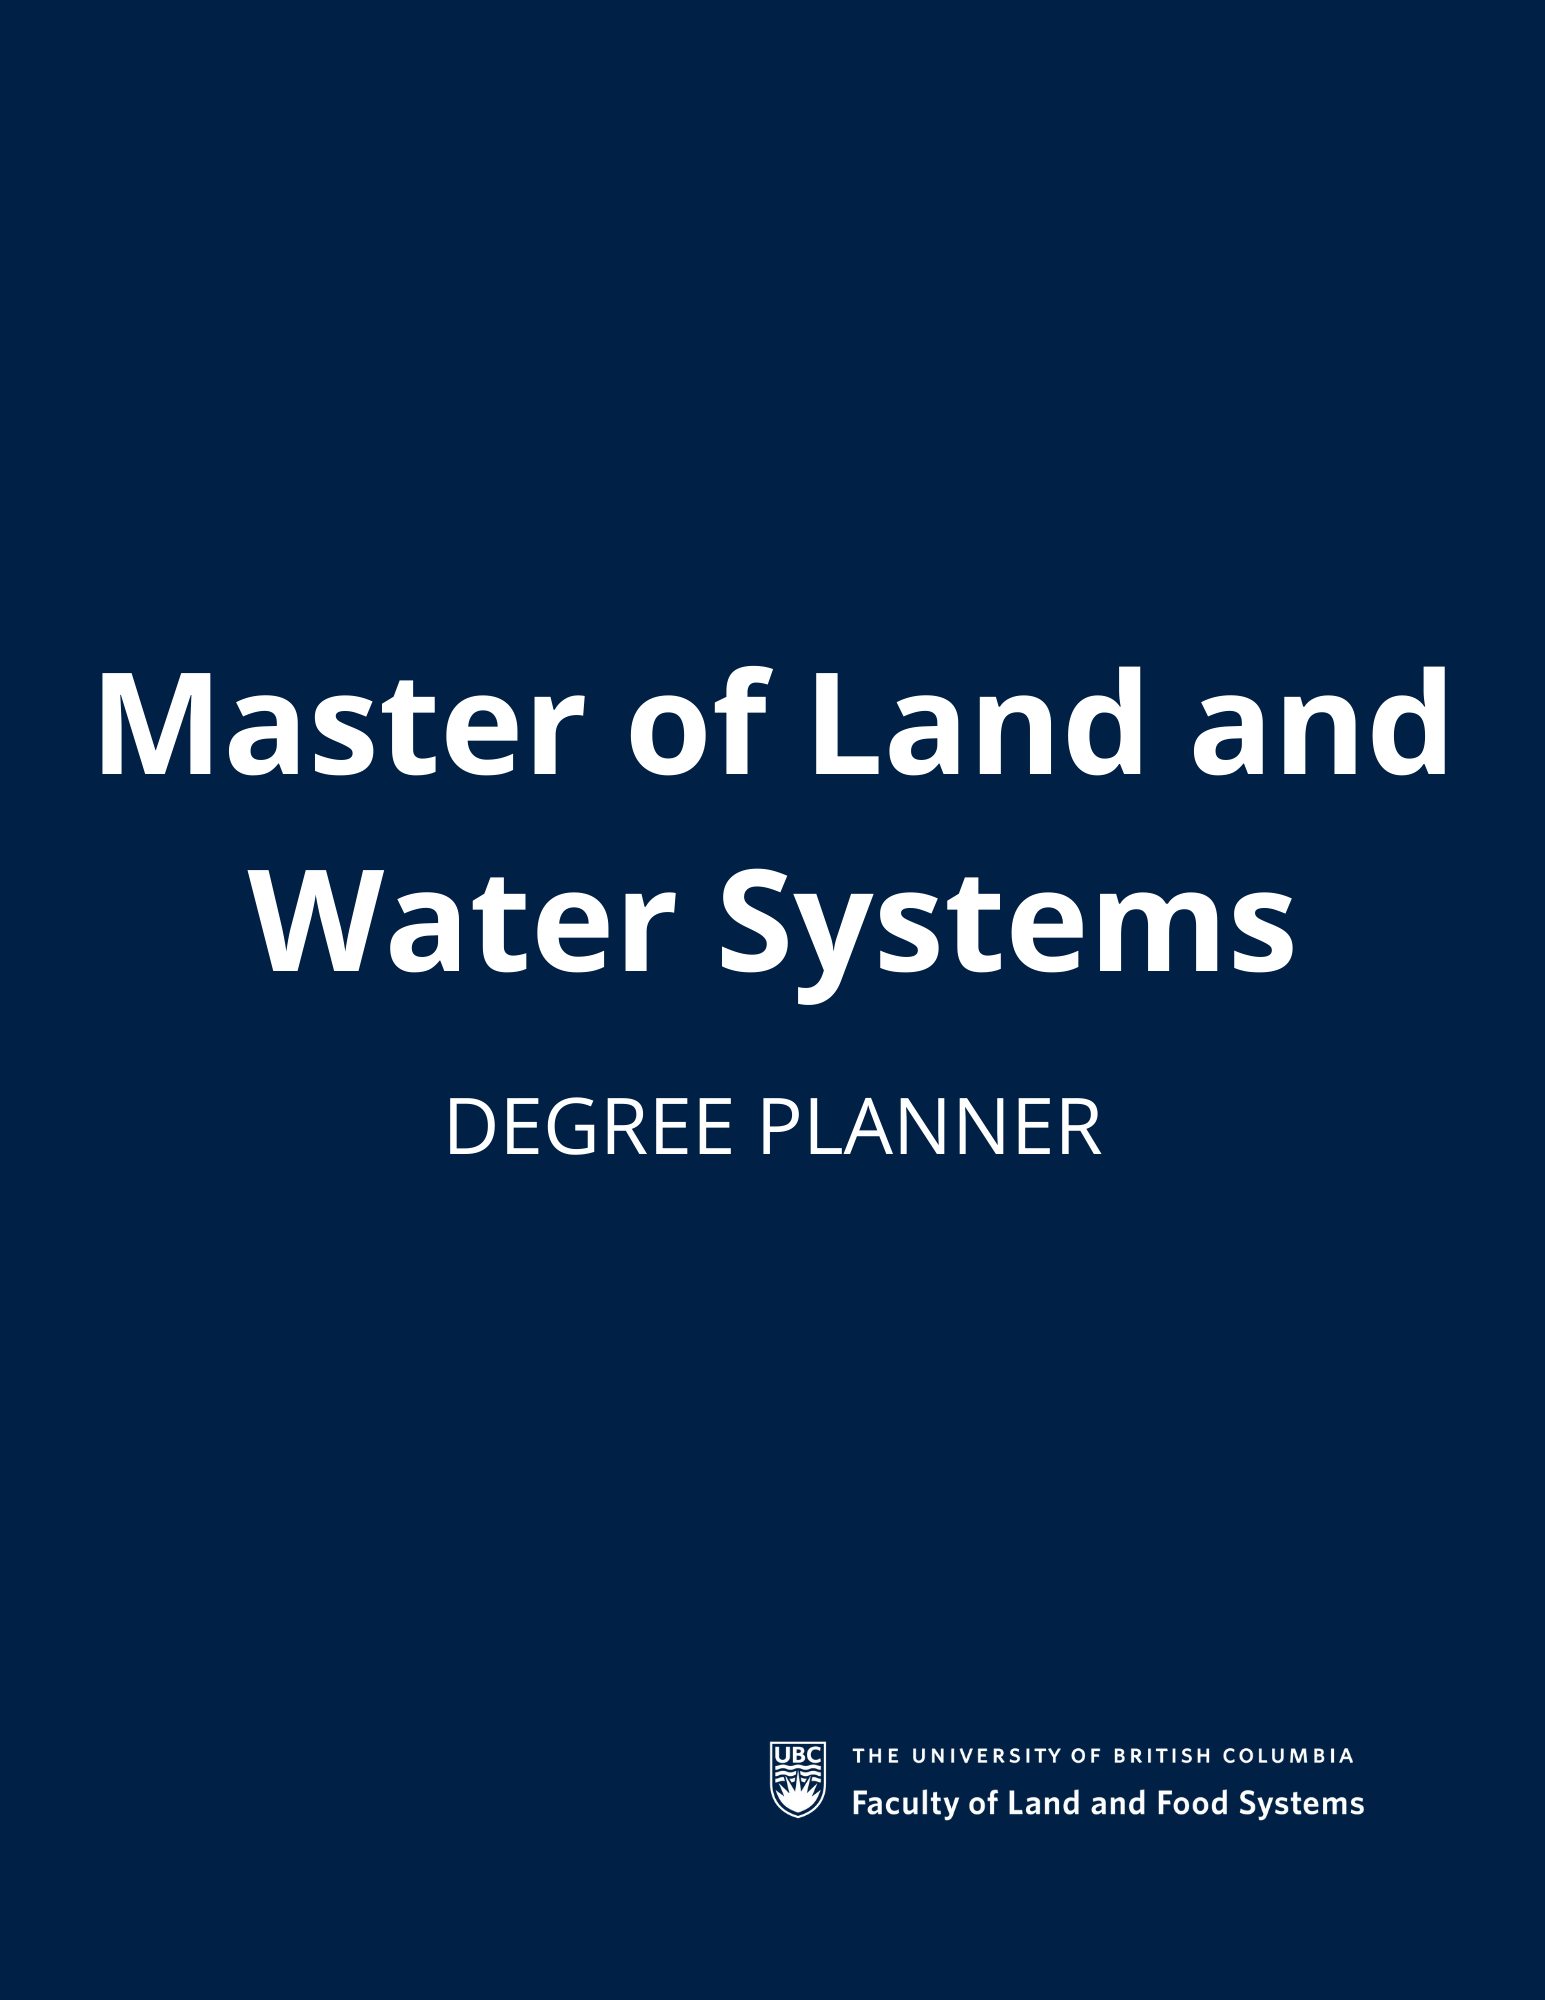 Master of Land and
Water Systems
DEGREE PLANNER
UBC
THE UNIVERSITY OF BRITISH COLUMBIA
Faculty of Land and Food Systems